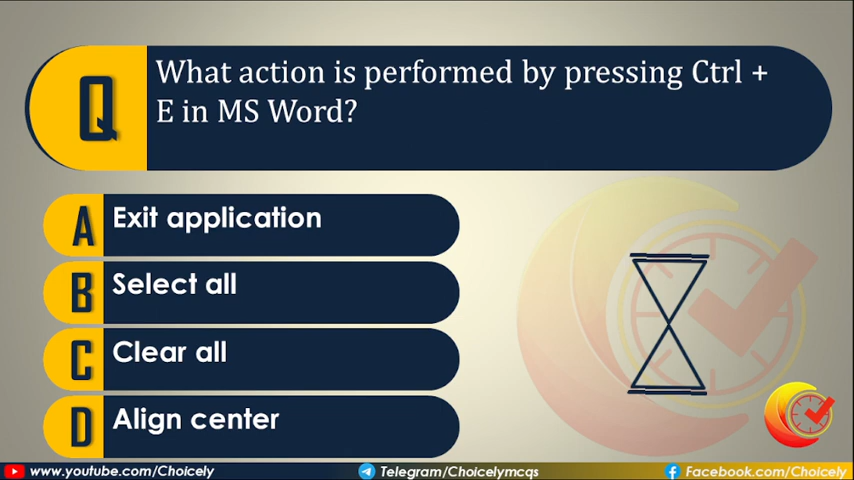 Q
What action is performed by pressing Ctrl +
E in MS Word?
A
Exit application
B
Select all
C
Clear all
D
Align center
www.youtube.com/Choicely
Telegram/Choicelymcqs
Facebook.com/Choicely